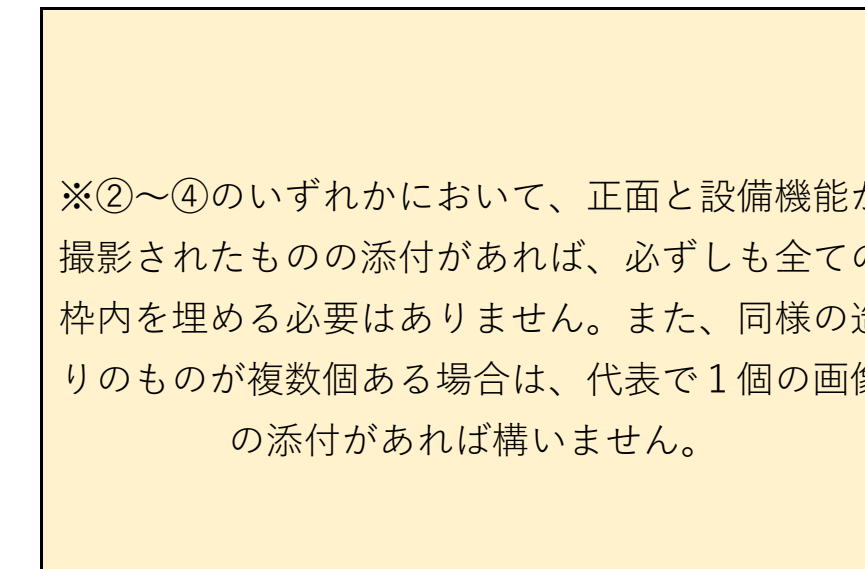 ※②～④のいずれかにおいて、正面と設備機能が
撮影されたものの添付があれば、必ずしも全ての
枠内を埋める必要はありません。また、同様の造
りのものが複数個ある場合は、代表で１個の画像
の添付があれば構いません。